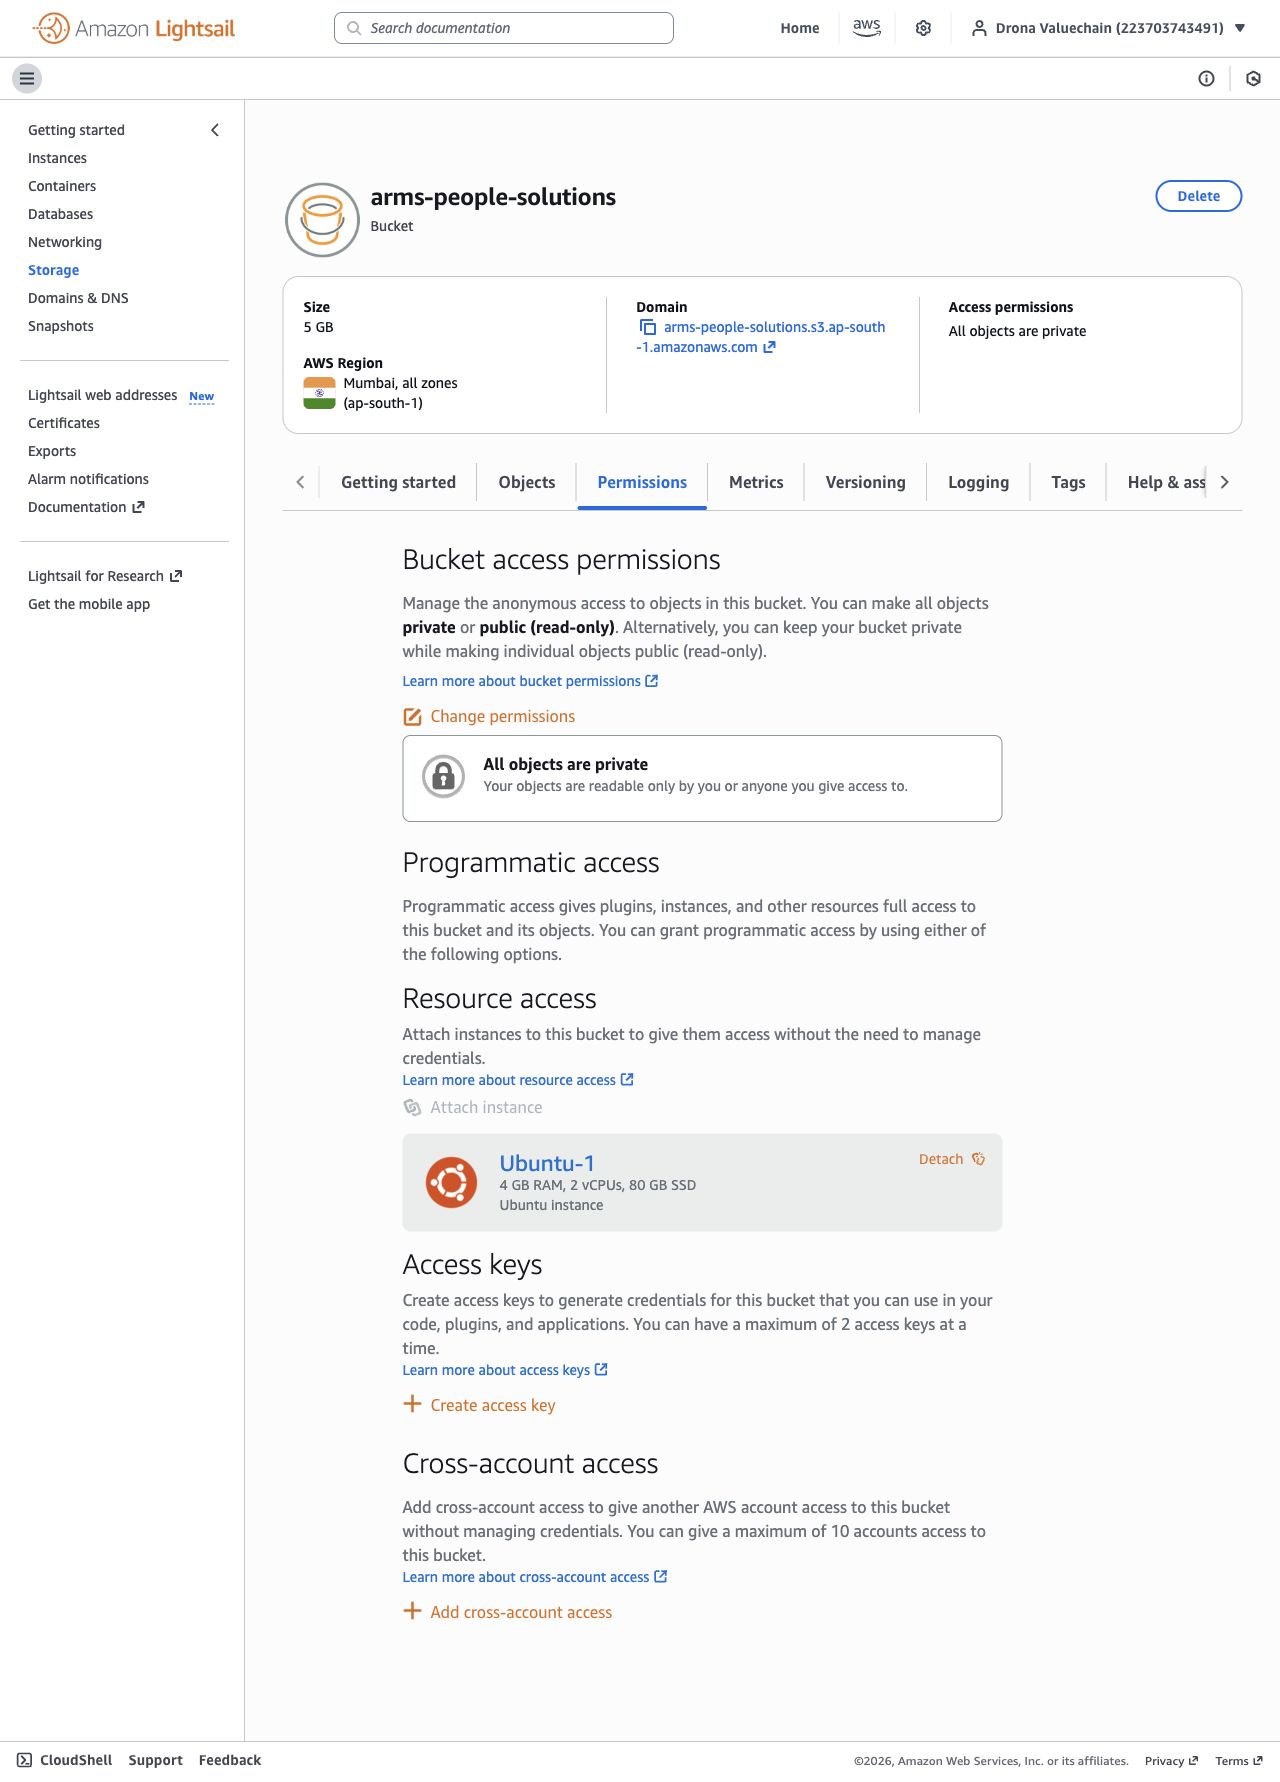 Amazon Lightsail
Search documentation
Home
aws
Drona Valuechain (223703743491)
Getting started
Instances
Containers
Databases
Networking
Storage
Domains & DNS
Snapshots
Lightsail web addresses New
Certificates
Exports
Alarm notifications
Documentation
Lightsail for Research
Get the mobile app
arms-people-solutions
Bucket
Delete
Size
5 GB
AWS Region
Mumbai, all zones
(ap-south-1)
Domain
arms-people-solutions.s3.ap-south
-1.amazonaws.com
Access permissions
All objects are private
Getting started
Objects
Permissions
Metrics
Versioning
Logging
Tags
Help & ass
Bucket access permissions
Manage the anonymous access to objects in this bucket. You can make all objects
private or public (read-only). Alternatively, you can keep your bucket private
while making individual objects public (read-only).
Learn more about bucket permissions
Change permissions
All objects are private
Your objects are readable only by you or anyone you give access to.
Programmatic access
Programmatic access gives plugins, instances, and other resources full access to
this bucket and its objects. You can grant programmatic access by using either of
the following options.
Resource access
Attach instances to this bucket to give them access without the need to manage
credentials.
Learn more about resource access
Attach instance
Ubuntu-1
4 GB RAM, 2 vCPUs, 80 GB SSD
Ubuntu instance
Detach
Access keys
Create access keys to generate credentials for this bucket that you can use in your
code, plugins, and applications. You can have a maximum of 2 access keys at a
time.
Learn more about access keys
Create access key
Cross-account access
Add cross-account access to give another AWS account access to this bucket
without managing credentials. You can give a maximum of 10 accounts access to
this bucket.
Learn more about cross-account access
Add cross-account access
CloudShell
Support
Feedback
©2026, Amazon Web Services, Inc. or its affiliates.
Privacy
Terms